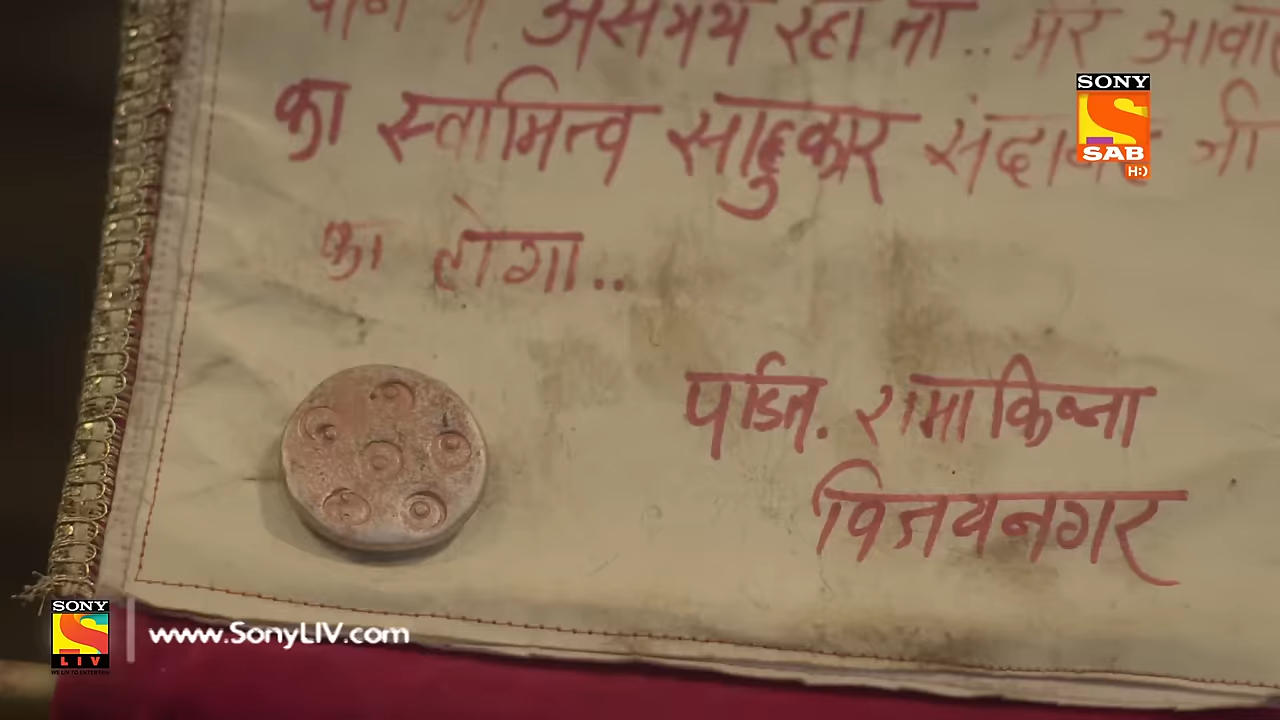 असमर्थ रहा तो.. मेरे
का स्वामित्व साहुकार
का होगा..
पंडित. रामाकिष्ना
विजयनगर
SONY
SAB
HD
SONY
LIV
www.SonyLIV.com